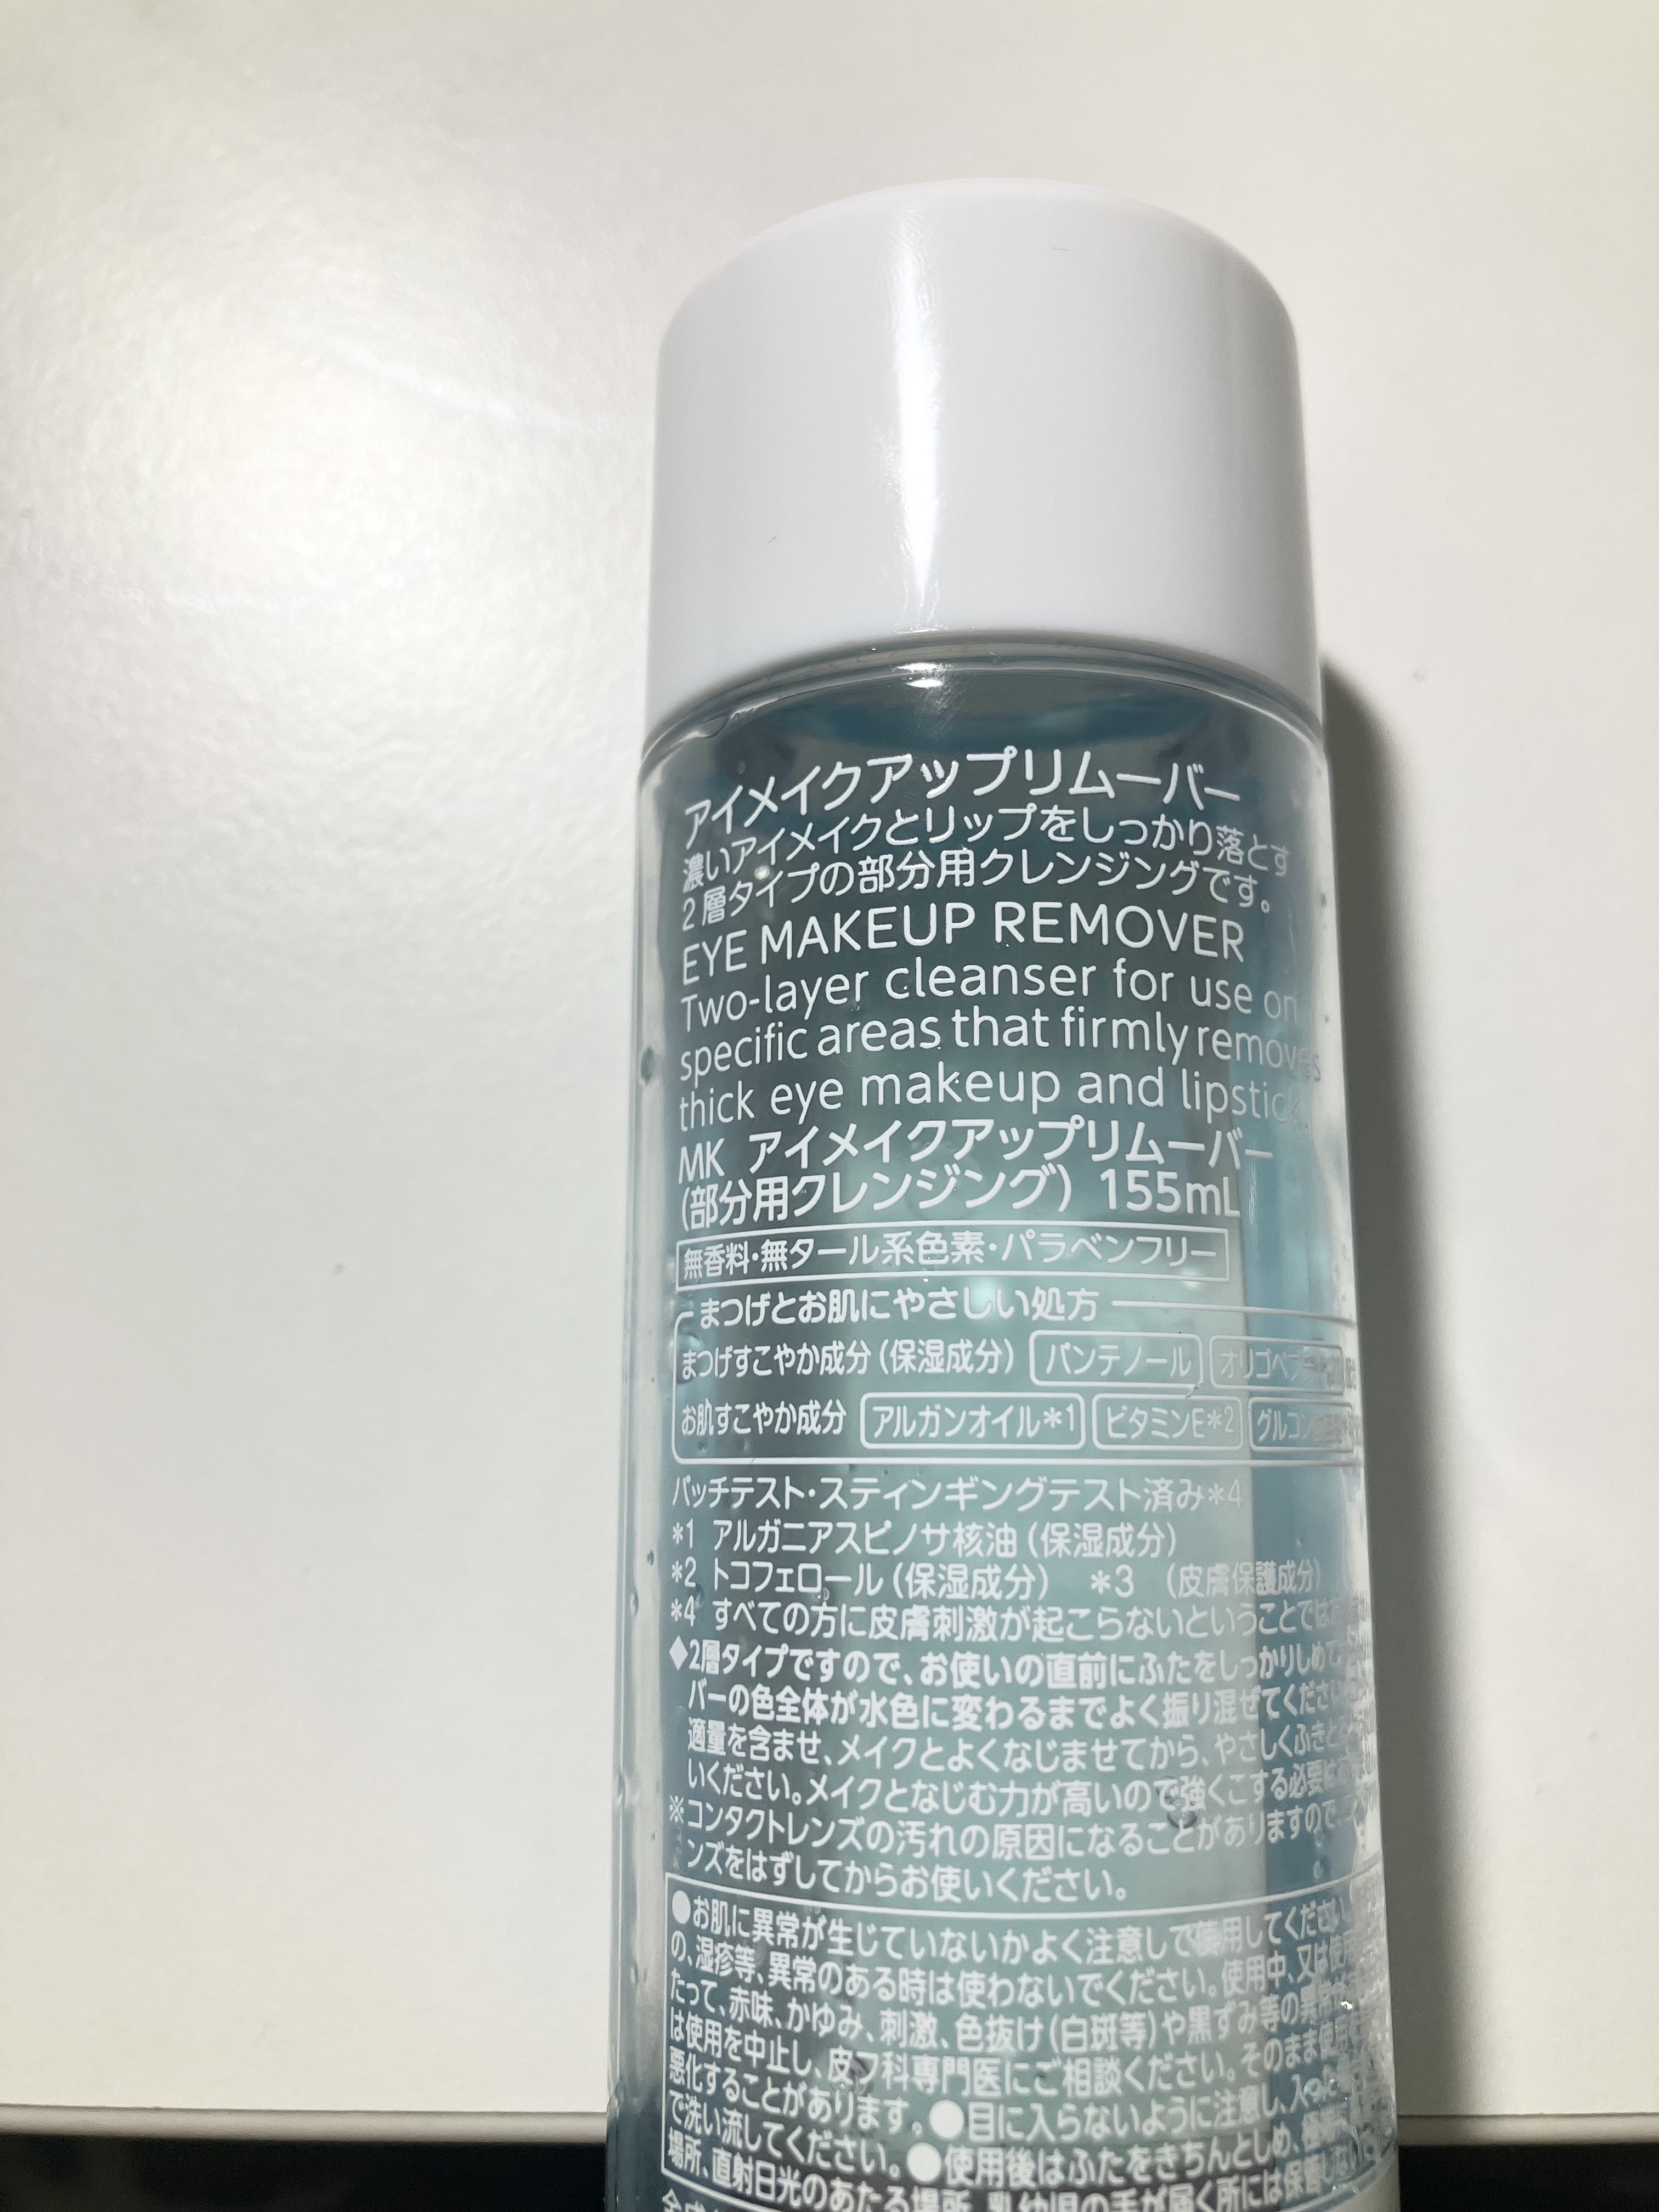 アイメイクアップリムーバー
濃いアイメイクとリップをしっかり落とす
2層タイプの部分用クレンジングです。
EYE MAKEUP REMOVER
Two-layer cleanser for use on
specific areas that firmly removes
thick eye makeup and lipstick.
MK アイメイクアップリムーバー
(部分用クレンジング) 155mL
無香料・無タール系色素・パラベンフリー
まつげとお肌にやさしい処方
まつげすこやか成分(保湿成分) パンテノール
お肌すこやか成分 アルガンオイル*1 ビタミンE*2
パッチテスト・スティンギングテスト済み*4
*1 アルガニアスピノサ核油(保湿成分)
*2 トコフェロール(保湿成分) *3 (皮膚保護成分)
*4 すべての方に皮膚刺激が起こらないということでは
◆2層タイプですので、お使いの直前にふたをしっかりしめて
バーの色全体が水色に変わるまでよく振り混ぜてください
適量を含ませ、メイクとよくなじませてから、やさしくふきと
いください。メイクとなじむ力が高いので強くこする必要は
※コンタクトレンズの汚れの原因になることがありますので、
ンズをはずしてからお使いください。
●お肌に異常が生じていないかよく注意して使用してください。
の、湿疹等、異常のある時は使わないでください。使用中、又は使用
たって、赤味、かゆみ、刺激、色抜け(白斑等)や黒ずみ等の異常
は使用を中止し、皮フ科専門医にご相談ください。そのまま使用
悪化することがあります。●目に入らないように注意し、入った
で洗い流してください。●使用後はふたをきちんとしめ、
場所、直射日光のあたる場所、乳幼児の手が届く所には保管しない